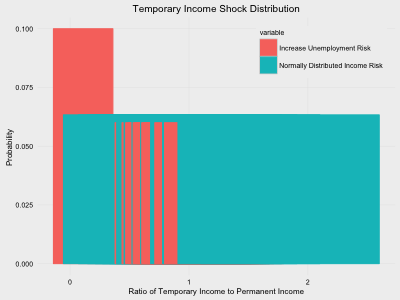 Temporary Income Shock Distribution
variable
Increase Unemployment Risk
Normally Distributed Income Risk
0.100
0.075
0.050
0.025
0.000
Probability
0
1
2
Ratio of Temporary Income to Permanent Income